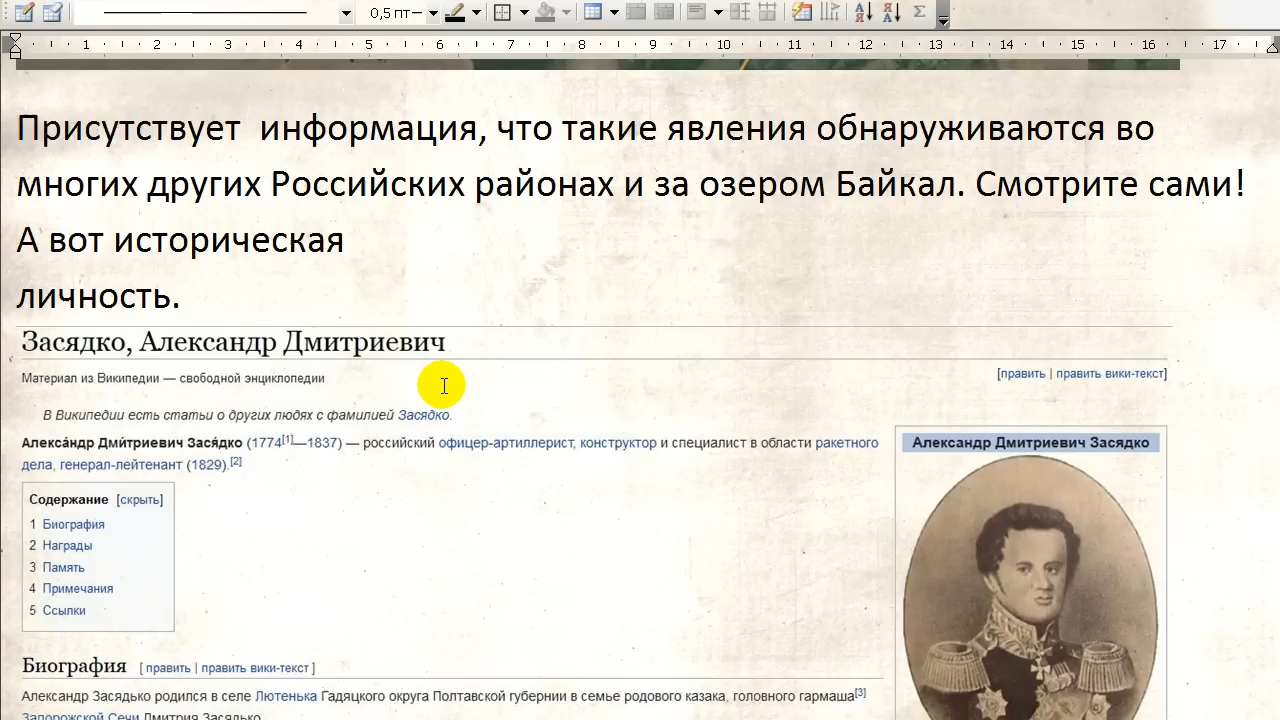 0,5 пт
1 2 3 4 5 6 7 8 9 10 11 12 13 14 15 16 17
Присутствует информация, что такие явления обнаруживаются во
многих других Российских районах и за озером Байкал. Смотрите сами!
А вот историческая
личность.
Засядко, Александр Дмитриевич
Материал из Википедии — свободной энциклопедии
[править | править вики-текст]
В Википедии есть статьи о других людях с фамилией Засядко.
Алекса́ндр Дми́триевич Зася́дко (1774[1]—1837) — российский офицер-артиллерист, конструктор и специалист в области ракетного
дела, генерал-лейтенант (1829).[2]
Александр Дмитриевич Засядко
Содержание [скрыть]
1 Биография
2 Награды
3 Память
4 Примечания
5 Ссылки
Биография [ править | править вики-текст ]
Александр Засядько родился в селе Лютенька Гадяцкого округа Полтавской губернии в семье родового казака, головного гармаша[3]
Запорожской Сечи Дмитрия Засядько.